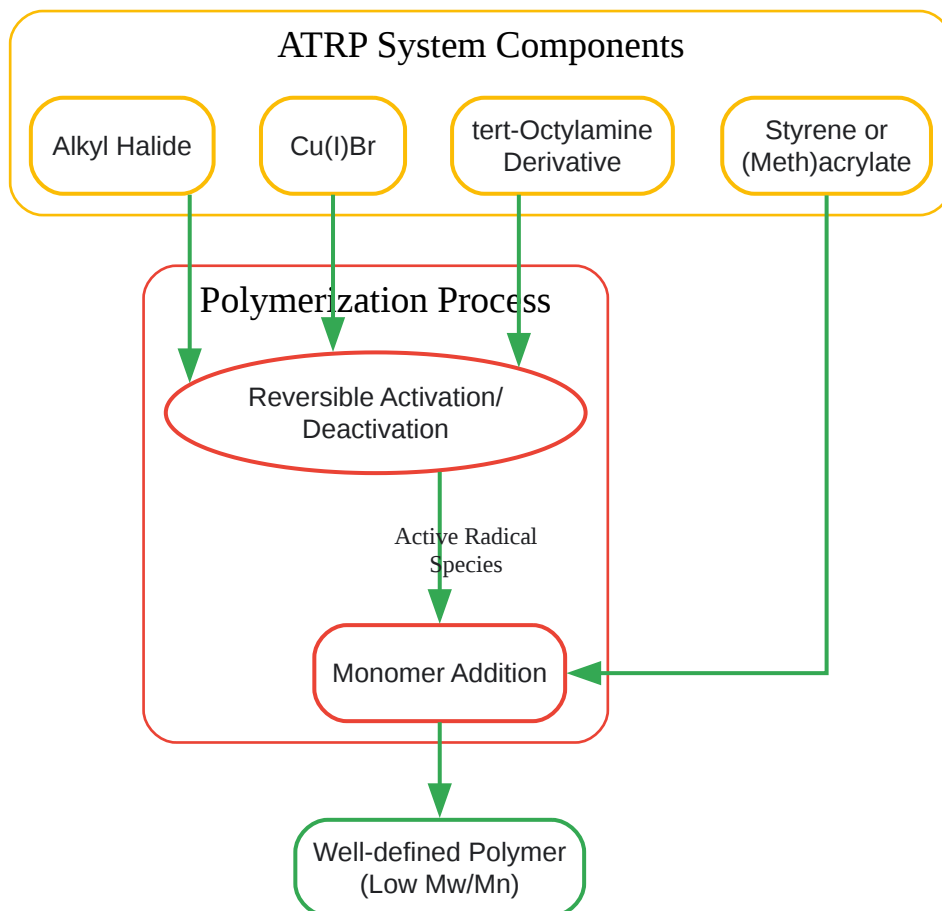 ATRP System Components
Alkyl Halide
Cu(I)Br
tert-Octylamine
Derivative
Styrene or
(Meth)acrylate
Polymerization Process
Reversible Activation/
Deactivation
Active Radical
Species
Monomer Addition
Well-defined Polymer
(Low Mw/Mn)